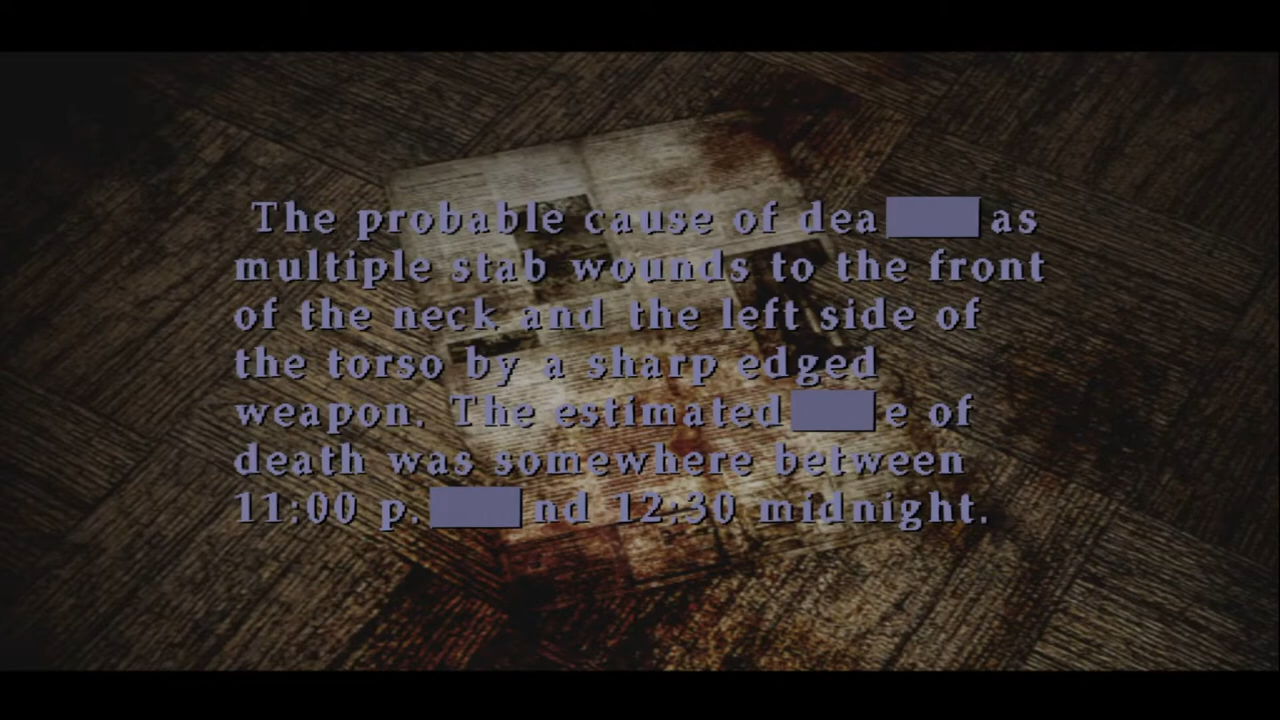 The probable cause of dea as
multiple stab wounds to the front
of the neck and the left side of
the torso by a sharp edged
weapon. The estimated e of
death was somewhere between
11:00 p. nd 12:30 midnight.